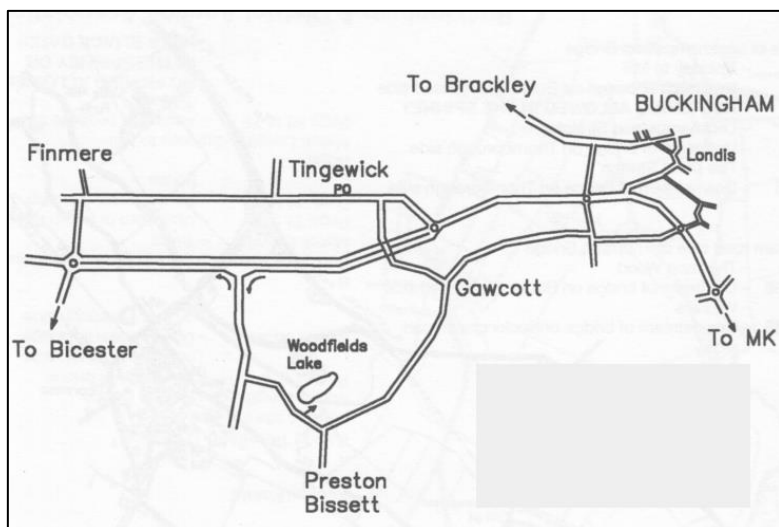 To Brackley
BUCKINGHAM
Londis
Finmere
Tingewick
PO
Gawcott
To Bicester
Woodfields
Lake
To MK
Preston
Bissett